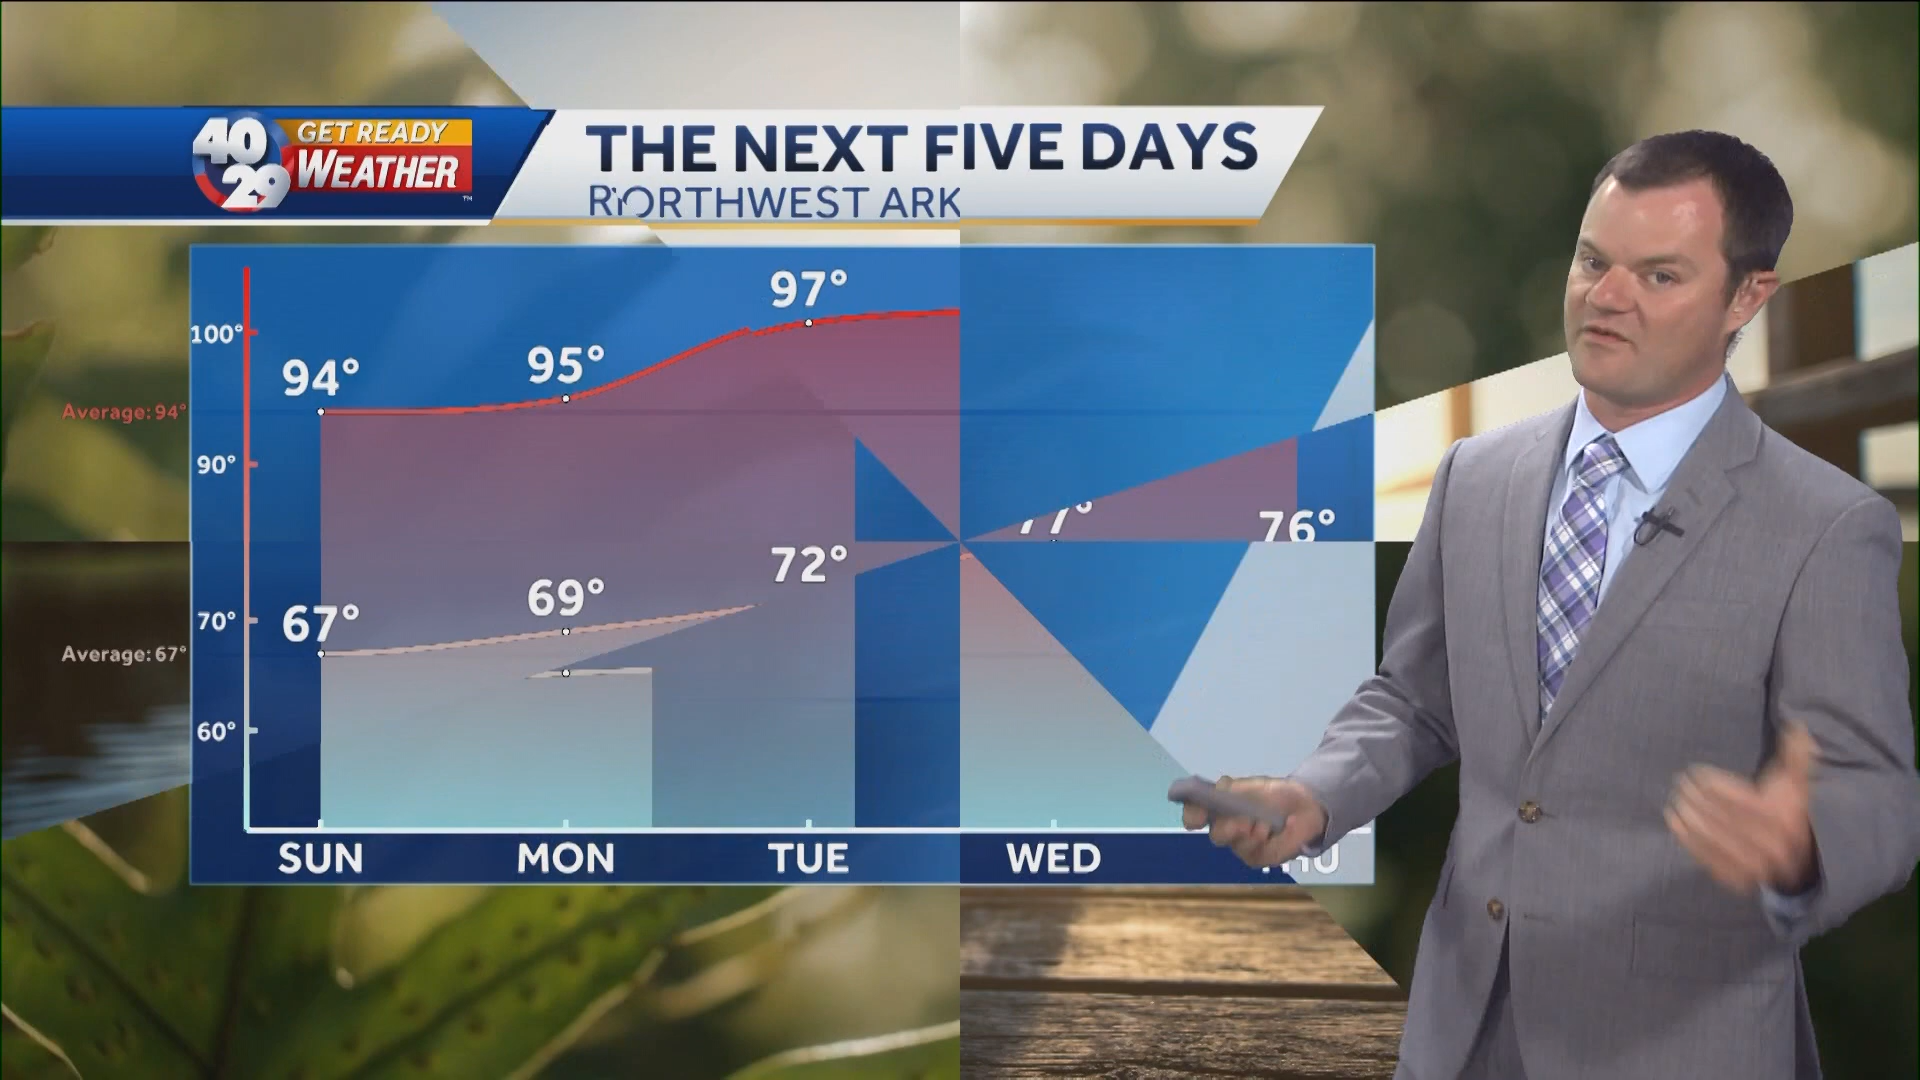 40
29
GET READY
WEATHER
THE NEXT FIVE DAYS
NORTHWEST ARK
97°
100°
95°
94°
Average: 94°
90°
76°
72°
69°
67°
70°
Average: 67°
60°
SUN MON TUE WED